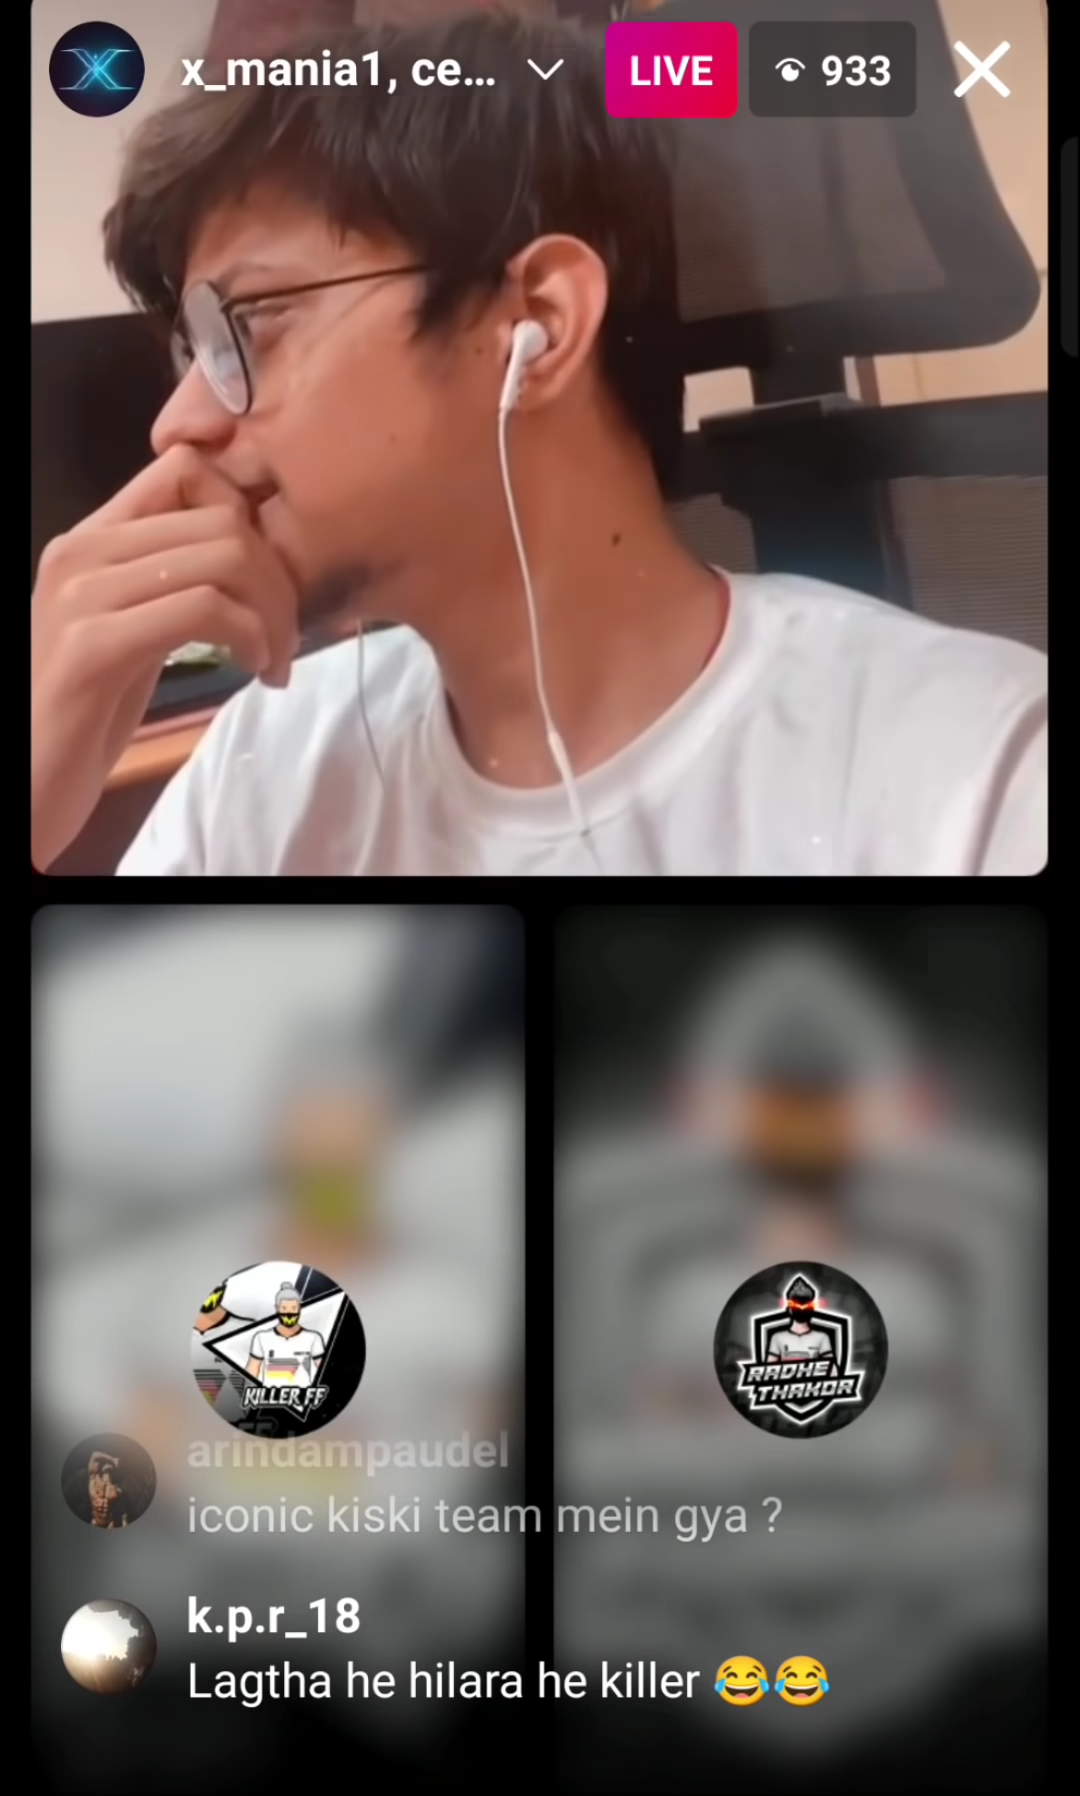 x_mania1, ce...
LIVE
933
KILLER FF
RADHE
THAKOR
arindampaudel
iconic kiski team mein gya ?
k.p.r_18
Lagtha he hilara he killer 😂😂